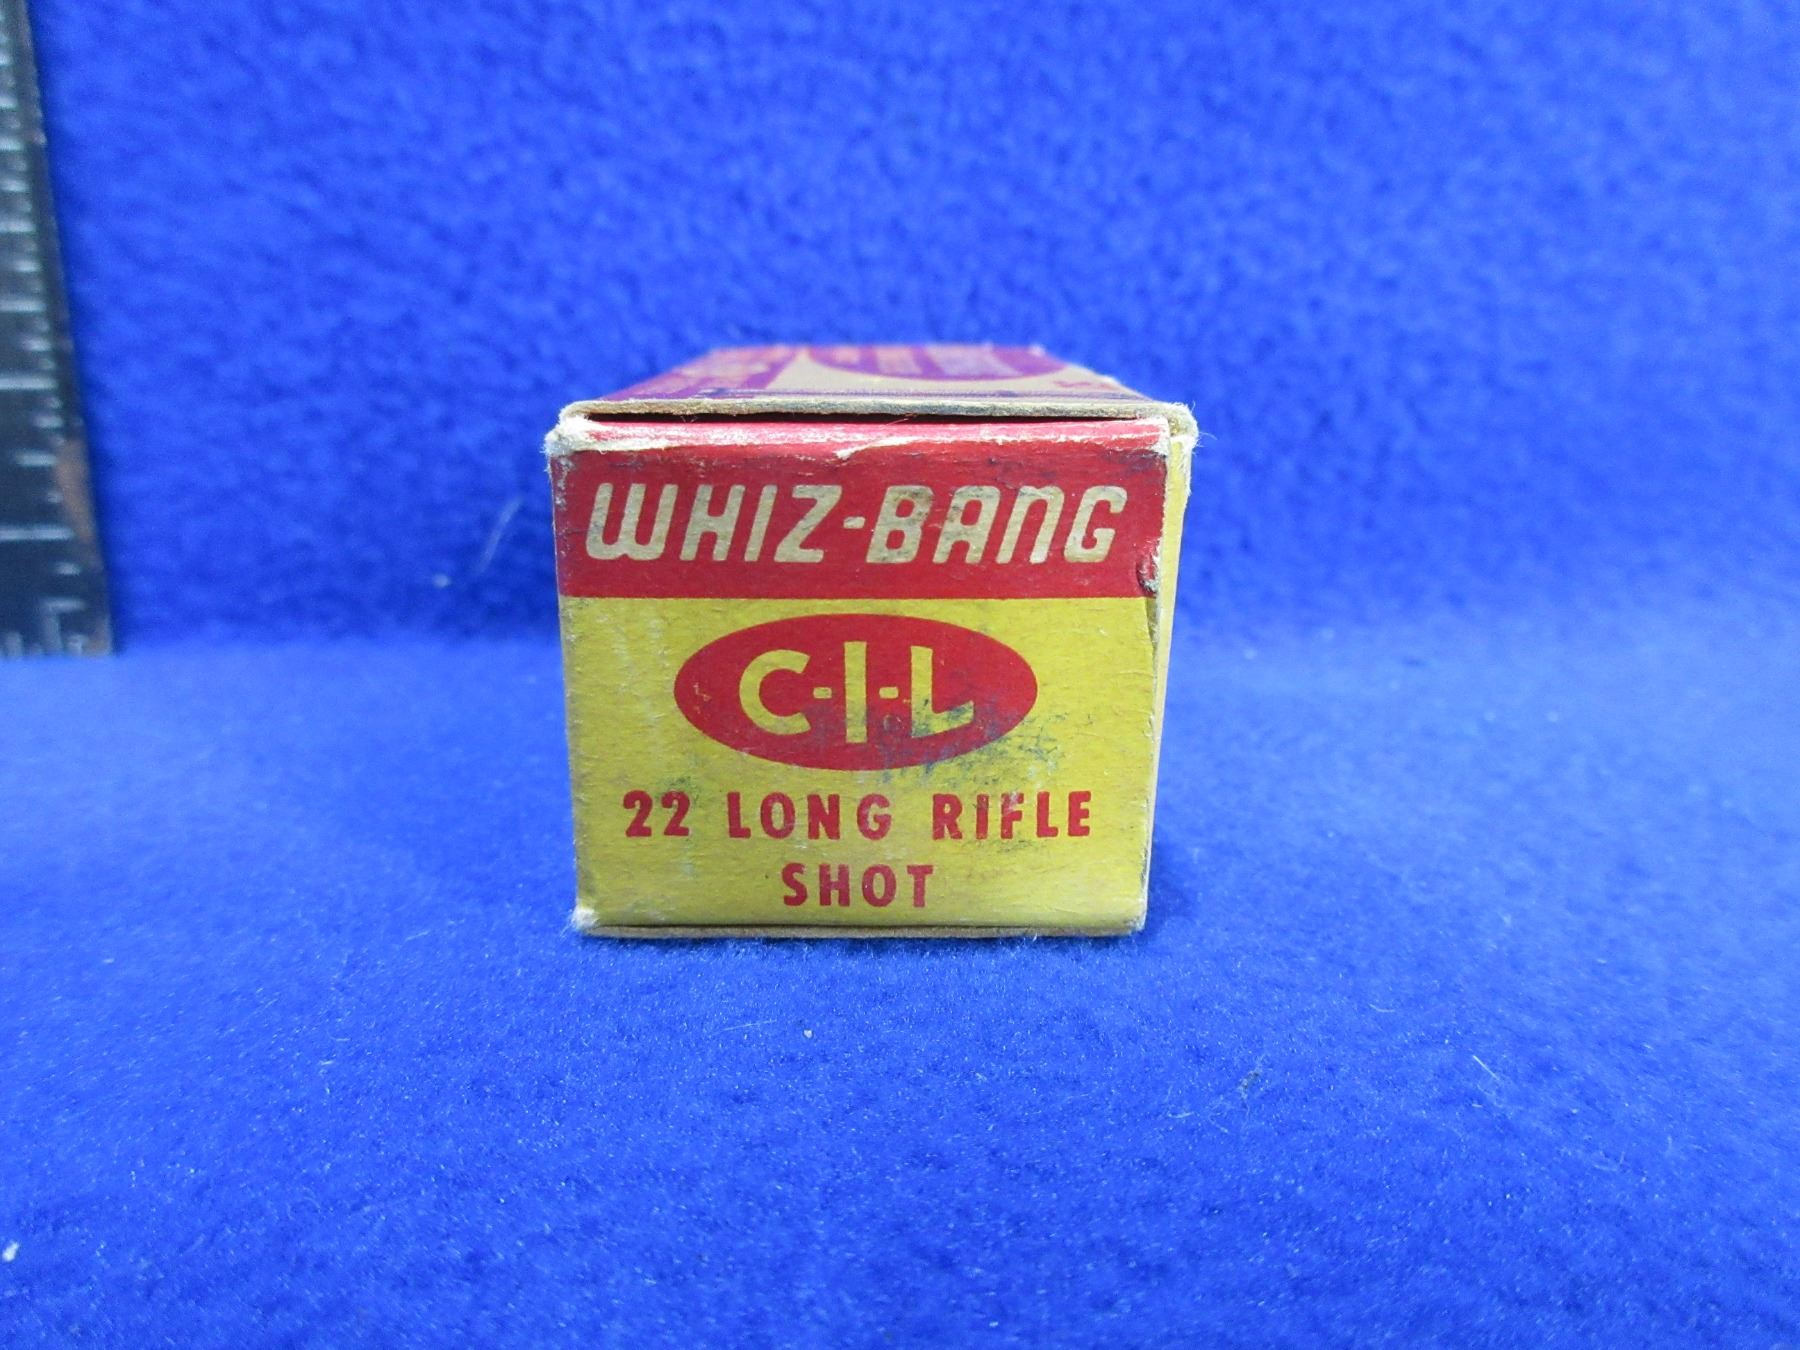 WHIZ-BANG
C-I-L
22 LONG RIFLE
SHOT